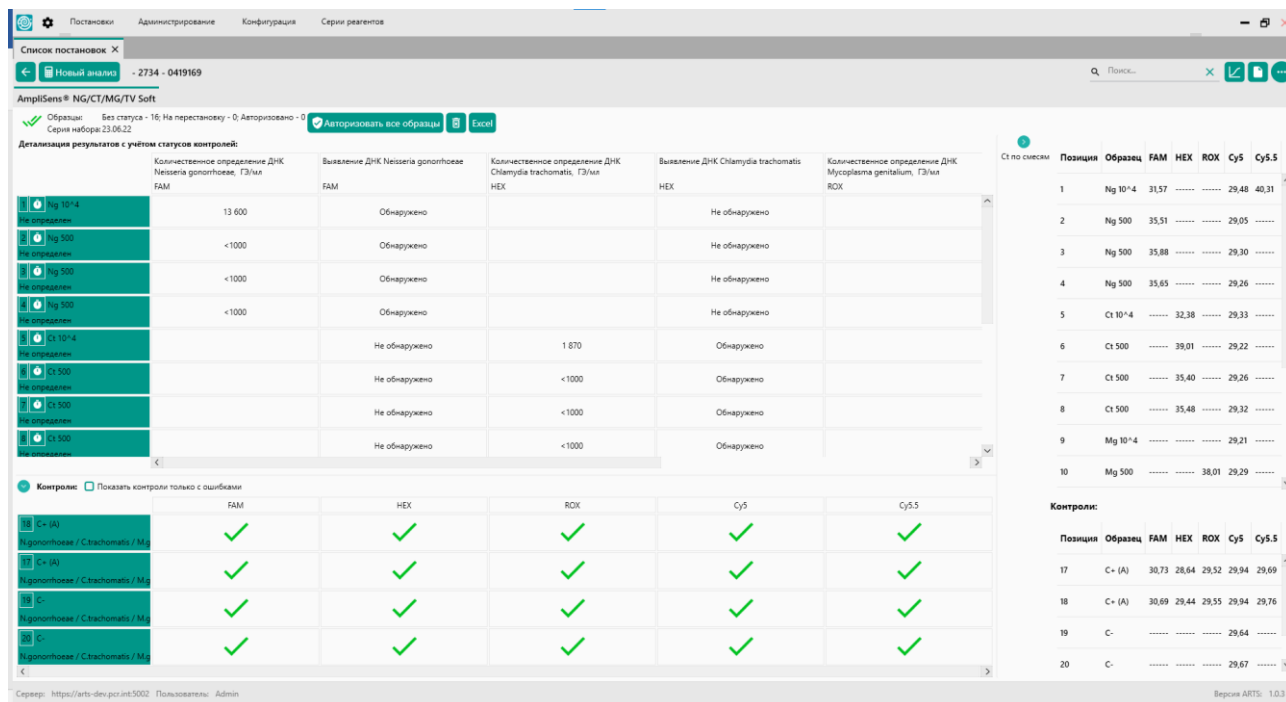 Постановки Администрирование Конфигурация Серии реагентов
Список постановок
Новый анализ - 2734 - 0419169 Поиск...
AmpliSens® NG/CT/MG/TV Soft
Образцы: Без статуса - 16; На перестановку - 0; Авторизовано - 0
Серия набора: 23.06.22
Авторизовать все образцы Excel
Детализация результатов с учётом статусов контролей:
Количественное определение ДНК Neisseria gonorrhoeae, ГЭ/мл FAM
Выявление ДНК Neisseria gonorrhoeae FAM
Количественное определение ДНК Chlamydia trachomatis, ГЭ/мл HEX
Выявление ДНК Chlamydia trachomatis HEX
Количественное определение ДНК Mycoplasma genitalium, ГЭ/мл ROX
1 Ng 10^4 13 600 Обнаружено Не обнаружено
Не определен
2 Ng 500 <1000 Обнаружено Не обнаружено
Не определен
3 Ng 500 <1000 Обнаружено Не обнаружено
Не определен
4 Ng 500 <1000 Обнаружено Не обнаружено
Не определен
5 Ct 10^4 Не обнаружено 1 870 Обнаружено
Не определен
6 Ct 500 Не обнаружено <1000 Обнаружено
Не определен
7 Ct 500 Не обнаружено <1000 Обнаружено
Не определен
8 Ct 500 Не обнаружено <1000 Обнаружено
Не определен
Контроли: Показать контроли только с ошибками
FAM HEX ROX Cy5 Cy5.5
18 C+ (A)
N.gonorrhoeae / C.trachomatis / M.g
17 C+ (A)
N.gonorrhoeae / C.trachomatis / M.g
19 C-
N.gonorrhoeae / C.trachomatis / M.g
20 C-
N.gonorrhoeae / C.trachomatis / M.g
Ct по смесям
Позиция Образец FAM HEX ROX Cy5 Cy5.5
1 Ng 10^4 31,57 ------ ------ 29,48 40,31
2 Ng 500 35,51 ------ ------ 29,05 ------
3 Ng 500 35,88 ------ ------ 29,30 ------
4 Ng 500 35,65 ------ ------ 29,26 ------
5 Ct 10^4 ------ 32,38 ------ 29,33 ------
6 Ct 500 ------ 39,01 ------ 29,22 ------
7 Ct 500 ------ 35,40 ------ 29,26 ------
8 Ct 500 ------ 35,48 ------ 29,32 ------
9 Mg 10^4 ------ ------ ------ 29,21 ------
10 Mg 500 ------ ------ 38,01 29,29 ------
Контроли:
Позиция Образец FAM HEX ROX Cy5 Cy5.5
17 C+ (A) 30,73 28,64 29,52 29,94 29,69
18 C+ (A) 30,69 29,44 29,55 29,94 29,76
19 C- ------ ------ ------ 29,64 ------
20 C- ------ ------ ------ 29,67 ------
Сервер: https://arts-dev.pcr.int:5002 Пользователь: Admin Версия ARTS: 1.0.3